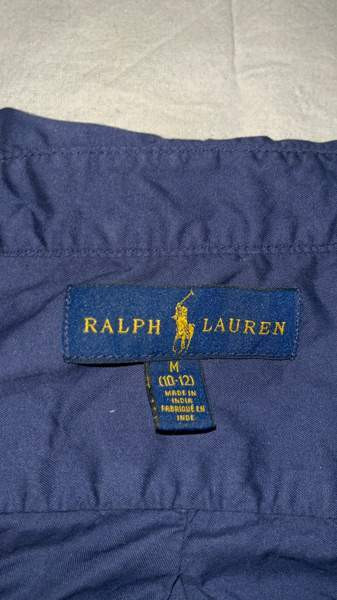 RALPH LAUREN
M
(10-12)
MADE IN
INDIA
FABRIQUÉ EN
INDE